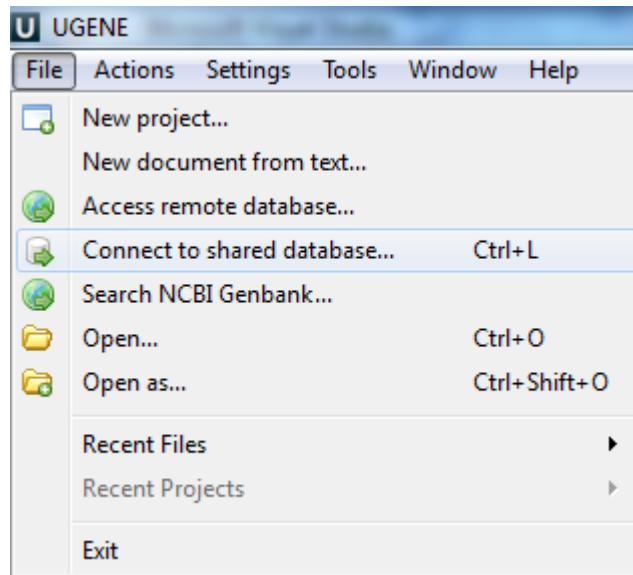 U UGENE
File Actions Settings Tools Window Help
New project...
New document from text...
Access remote database...
Connect to shared database... Ctrl+L
Search NCBI Genbank...
Open... Ctrl+O
Open as... Ctrl+Shift+O
Recent Files
Recent Projects
Exit